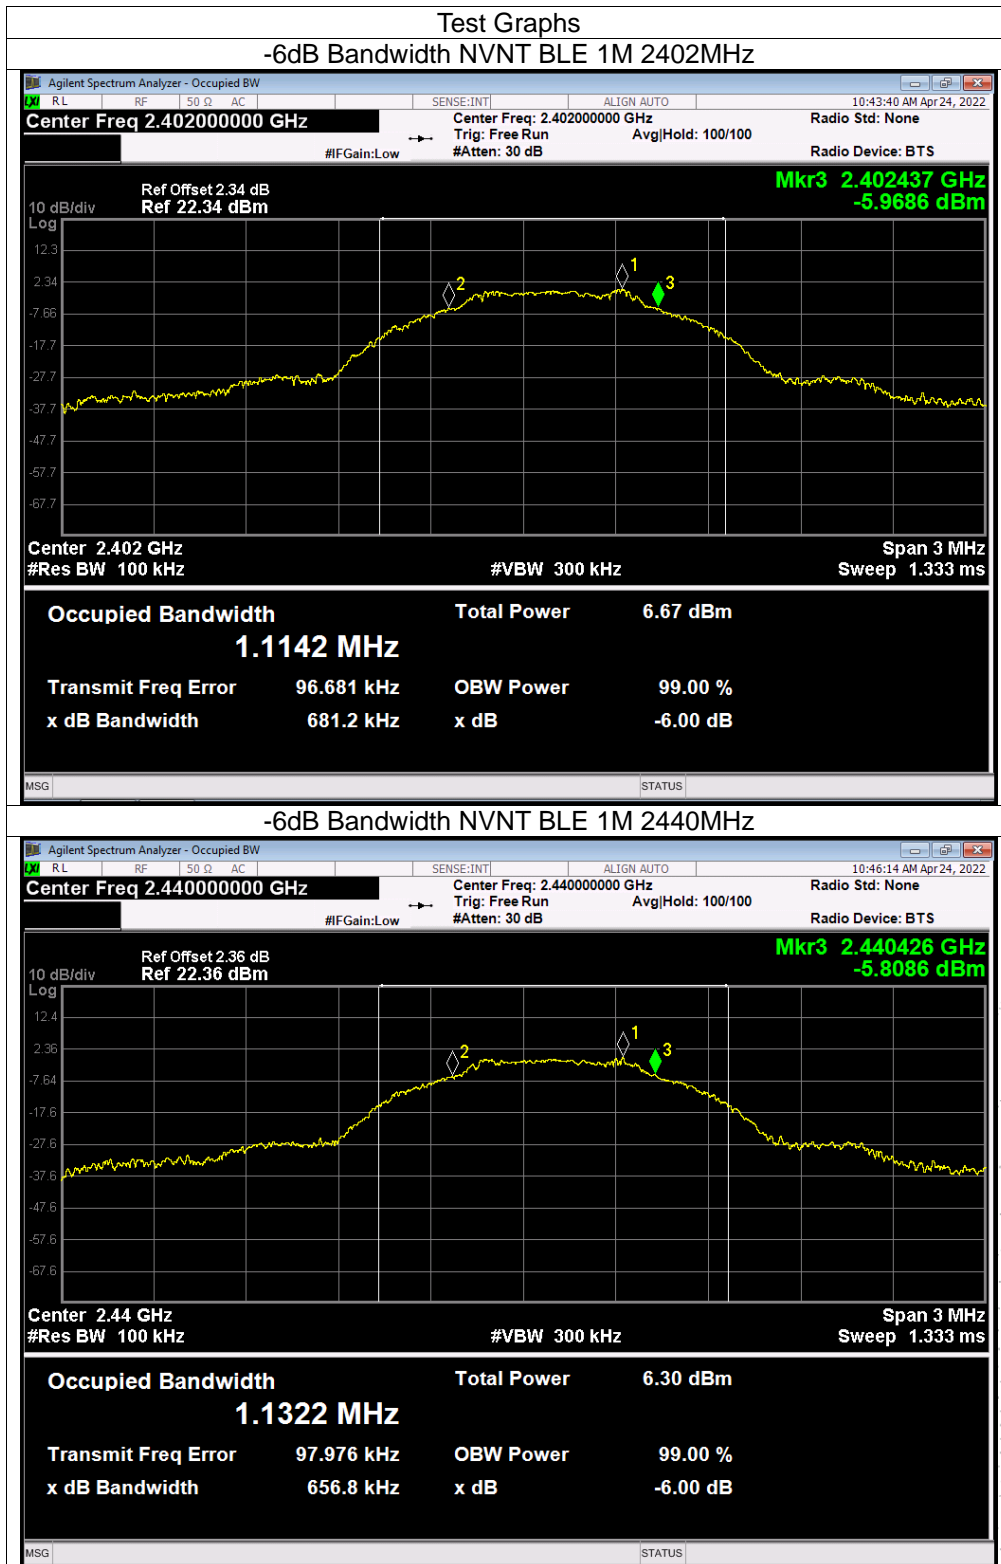 Test Graphs
-6dB Bandwidth NVNT BLE 1M 2402MHz
Agilent Spectrum Analyzer - Occupied BW
LXI RL RF 50 Ω AC SENSE:INT ALIGN AUTO 10:43:40 AM Apr 24, 2022
Center Freq 2.402000000 GHz Center Freq: 2.402000000 GHz Radio Std: None
Trig: Free Run Avg|Hold: 100/100
#IFGain:Low #Atten: 30 dB Radio Device: BTS
Mkr3 2.402437 GHz
-5.9686 dBm
Ref Offset 2.34 dB
10 dB/div Ref 22.34 dBm
Log
12.3
2.34
-7.66
-17.7
-27.7
-37.7
-47.7
-57.7
-67.7
1
2
3
Center 2.402 GHz Span 3 MHz
#Res BW 100 kHz #VBW 300 kHz Sweep 1.333 ms
Occupied Bandwidth Total Power 6.67 dBm
1.1142 MHz
Transmit Freq Error 96.681 kHz OBW Power 99.00 %
x dB Bandwidth 681.2 kHz x dB -6.00 dB
MSG STATUS
-6dB Bandwidth NVNT BLE 1M 2440MHz
Agilent Spectrum Analyzer - Occupied BW
LXI RL RF 50 Ω AC SENSE:INT ALIGN AUTO 10:46:14 AM Apr 24, 2022
Center Freq 2.440000000 GHz Center Freq: 2.440000000 GHz Radio Std: None
Trig: Free Run Avg|Hold: 100/100
#IFGain:Low #Atten: 30 dB Radio Device: BTS
Mkr3 2.440426 GHz
-5.8086 dBm
Ref Offset 2.36 dB
10 dB/div Ref 22.36 dBm
Log
12.4
2.36
-7.64
-17.6
-27.6
-37.6
-47.6
-57.6
-67.6
1
2
3
Center 2.44 GHz Span 3 MHz
#Res BW 100 kHz #VBW 300 kHz Sweep 1.333 ms
Occupied Bandwidth Total Power 6.30 dBm
1.1322 MHz
Transmit Freq Error 97.976 kHz OBW Power 99.00 %
x dB Bandwidth 656.8 kHz x dB -6.00 dB
MSG STATUS